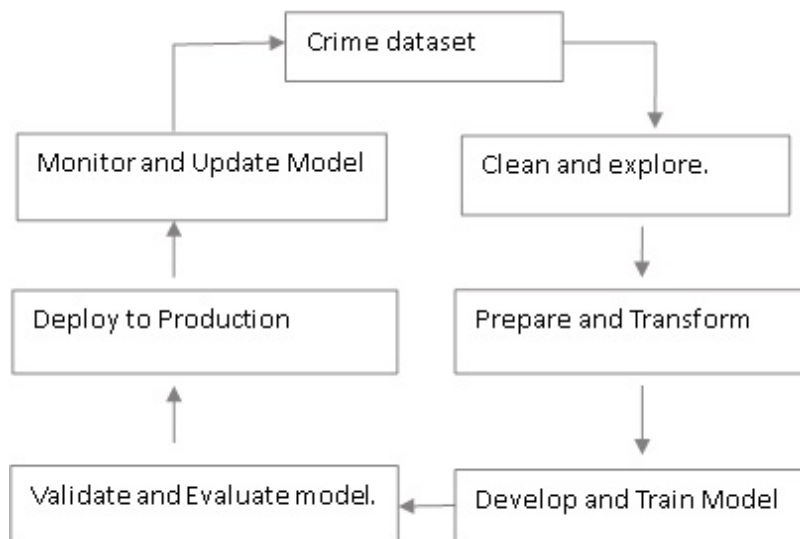 Crime dataset
Monitor and Update Model
Clean and explore.
Deploy to Production
Prepare and Transform
Validate and Evaluate model.
Develop and Train Model